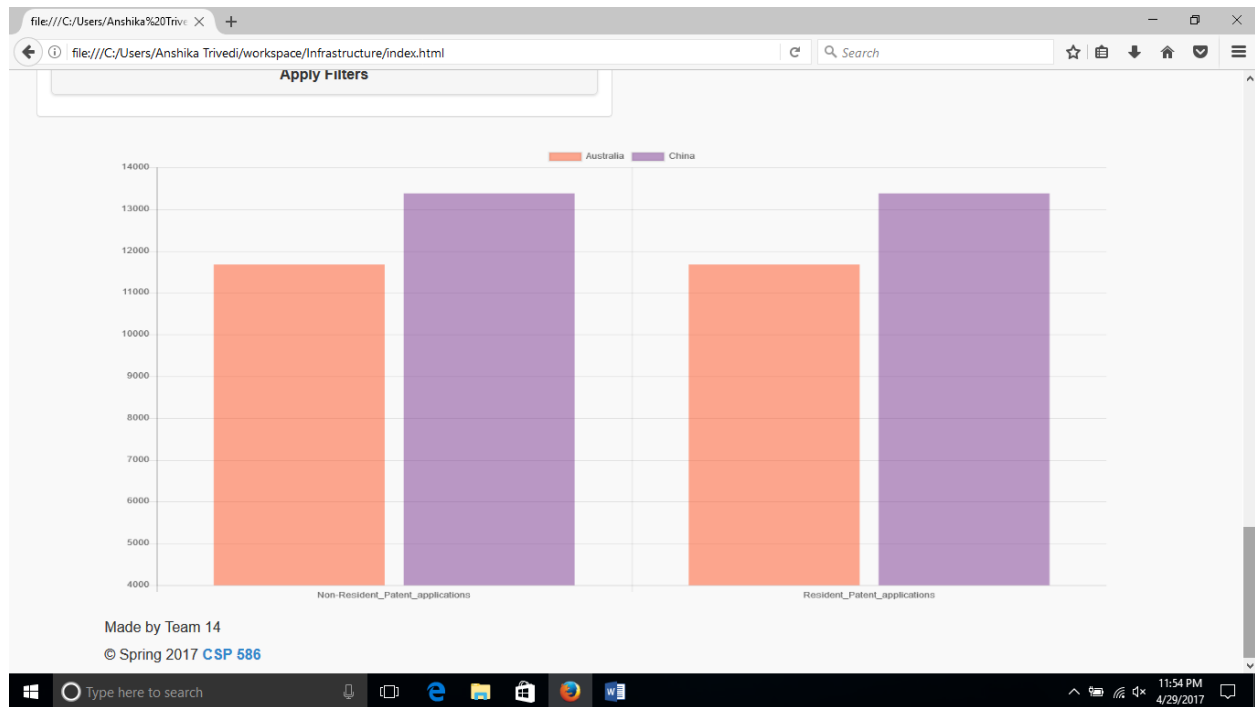 file:///C:/Users/Anshika%20Trive
file:///C:/Users/Anshika Trivedi/workspace/Infrastructure/index.html
Search
Apply Filters
Australia China
14000
13000
12000
11000
10000
9000
8000
7000
6000
5000
4000
Non-Resident_Patent_applications Resident_Patent_applications
Made by Team 14
© Spring 2017 CSP 586
Type here to search
11:54 PM
4/29/2017